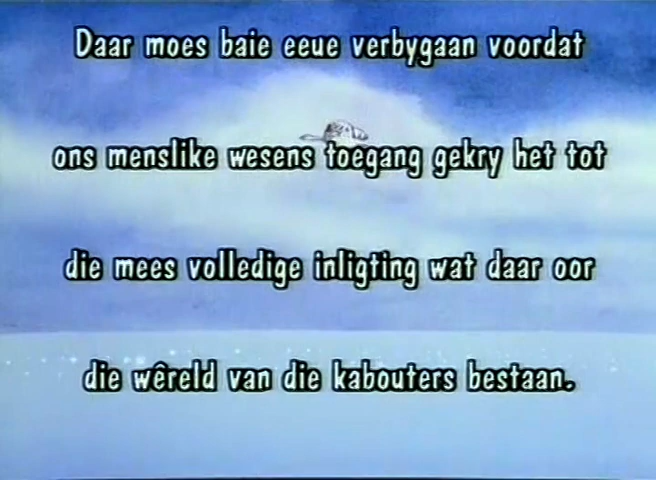 Daar moes baie eeue verbygaan voordat
ons menslike wesens toegang gekry het tot
die mees volledige inligting wat daar oor
die wêreld van die kabouters bestaan.